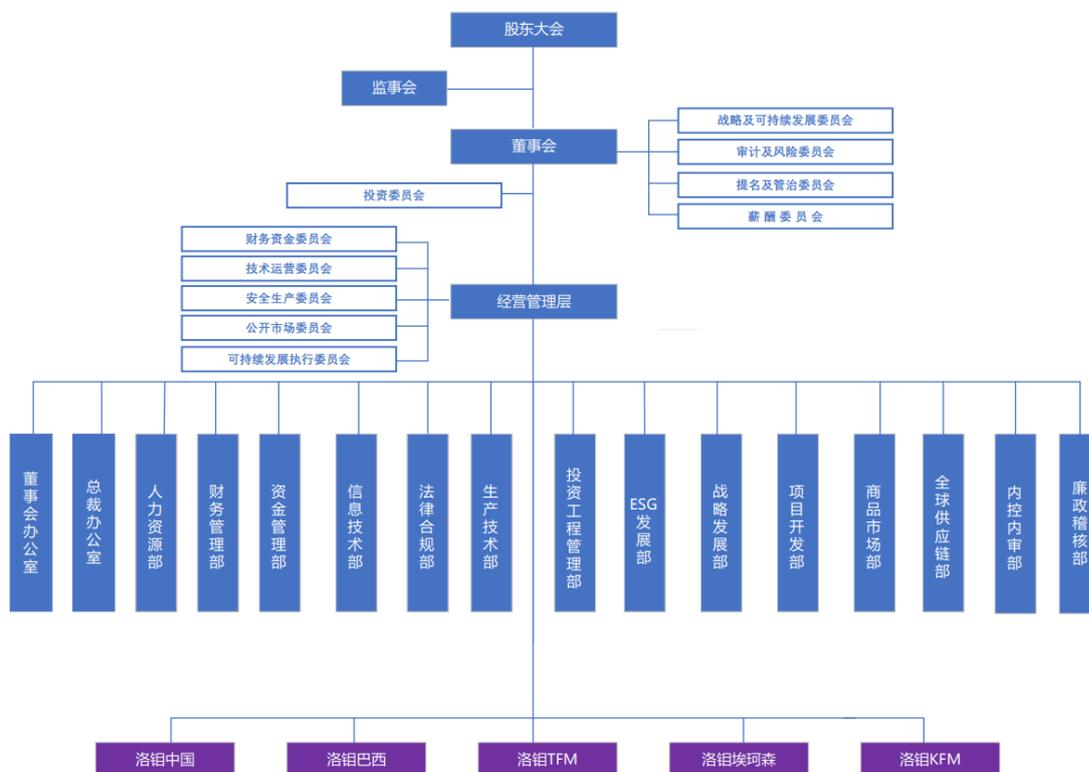 股东大会
监事会
董事会
战略及可持续发展委员会
审计及风险委员会
提名及管治委员会
薪 酬 委 员 会
投资委员会
财务资金委员会
技术运营委员会
安全生产委员会
公开市场委员会
可持续发展执行委员会
经营管理层
董事会办公室
总裁办公室
人力资源部
财务管理部
资金管理部
信息技术部
法律合规部
生产技术部
投资工程管理部
ESG
发展部
战略发展部
项目开发部
商品市场部
全球供应链部
内控内审部
廉政稽核部
洛钼中国
洛钼巴西
洛钼TFM
洛钼埃珂森
洛钼KFM